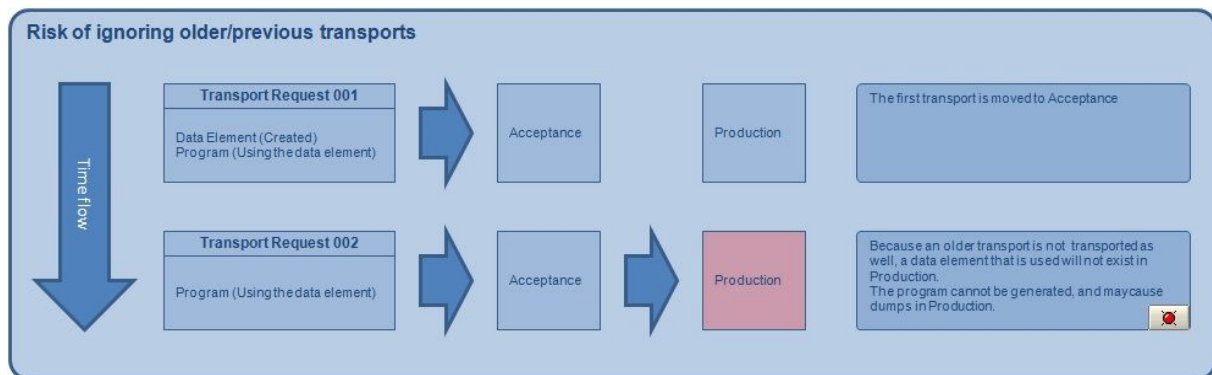 Risk of ignoring older/previous transports
Time flow
Transport Request 001
Data Element (Created)
Program (Using the data element)
Acceptance
Production
The first transport is moved to Acceptance
Transport Request 002
Program (Using the data element)
Acceptance
Production
Because an older transport is not transported as
well, a data element that is used will not exist in
Production.
The program cannot be generated, and may cause
dumps in Production.